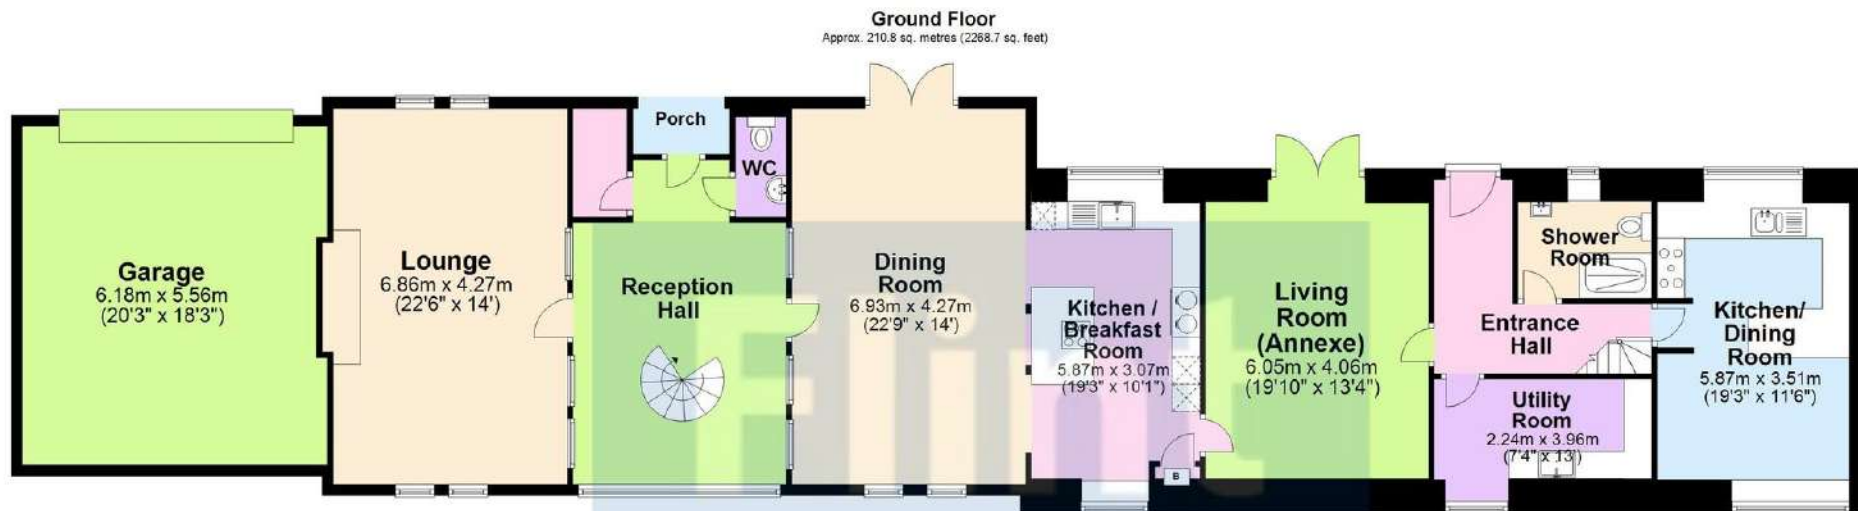 Ground Floor
Approx. 210.8 sq. metres (2268.7 sq. feet)
Garage
6.18m x 5.56m
(20'3" x 18'3")
Lounge
6.86m x 4.27m
(22'6" x 14')
Porch
WC
Reception
Hall
Dining
Room
6.93m x 4.27m
(22'9" x 14')
Kitchen /
Breakfast
Room
5.87m x 3.07m
(19'3" x 10'1")
B
Living
Room
(Annexe)
6.05m x 4.06m
(19'10" x 13'4")
Entrance
Hall
Shower
Room
Utility
Room
2.24m x 3.96m
(7'4" x 13')
Kitchen/
Dining
Room
5.87m x 3.51m
(19'3" x 11'6")
Flint